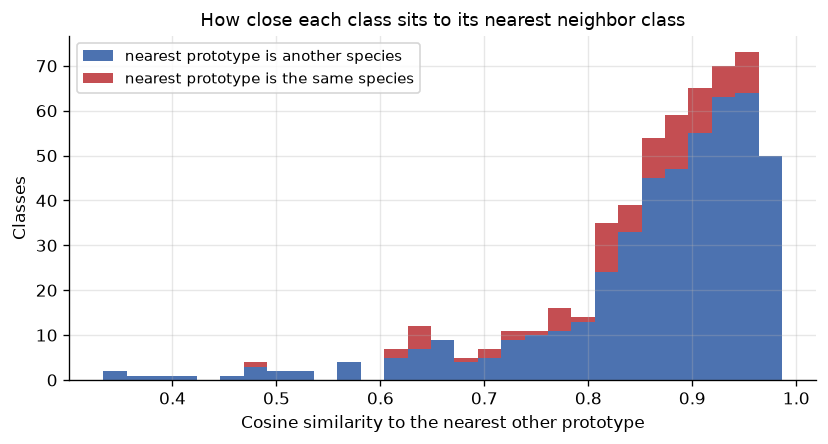 How close each class sits to its nearest neighbor class
nearest prototype is another species
nearest prototype is the same species
Classes
70
60
50
40
30
20
10
0
0.4 0.5 0.6 0.7 0.8 0.9 1.0
Cosine similarity to the nearest other prototype